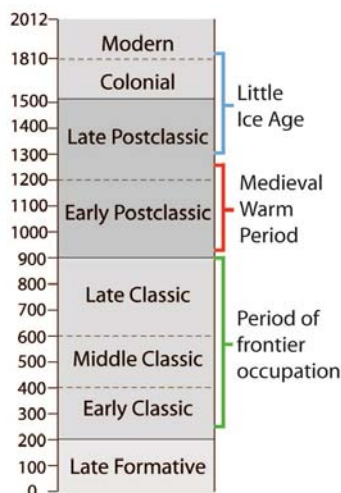 2012
Modern
1810
Colonial
1500
1400
Late Postclassic
1300
1200
1100
Early Postclassic
1000
900
800
Late Classic
700
600
500
Middle Classic
400
300
Early Classic
200
100
Late Formative
0
Little
Ice Age
Medieval
Warm
Period
Period of
frontier
occupation